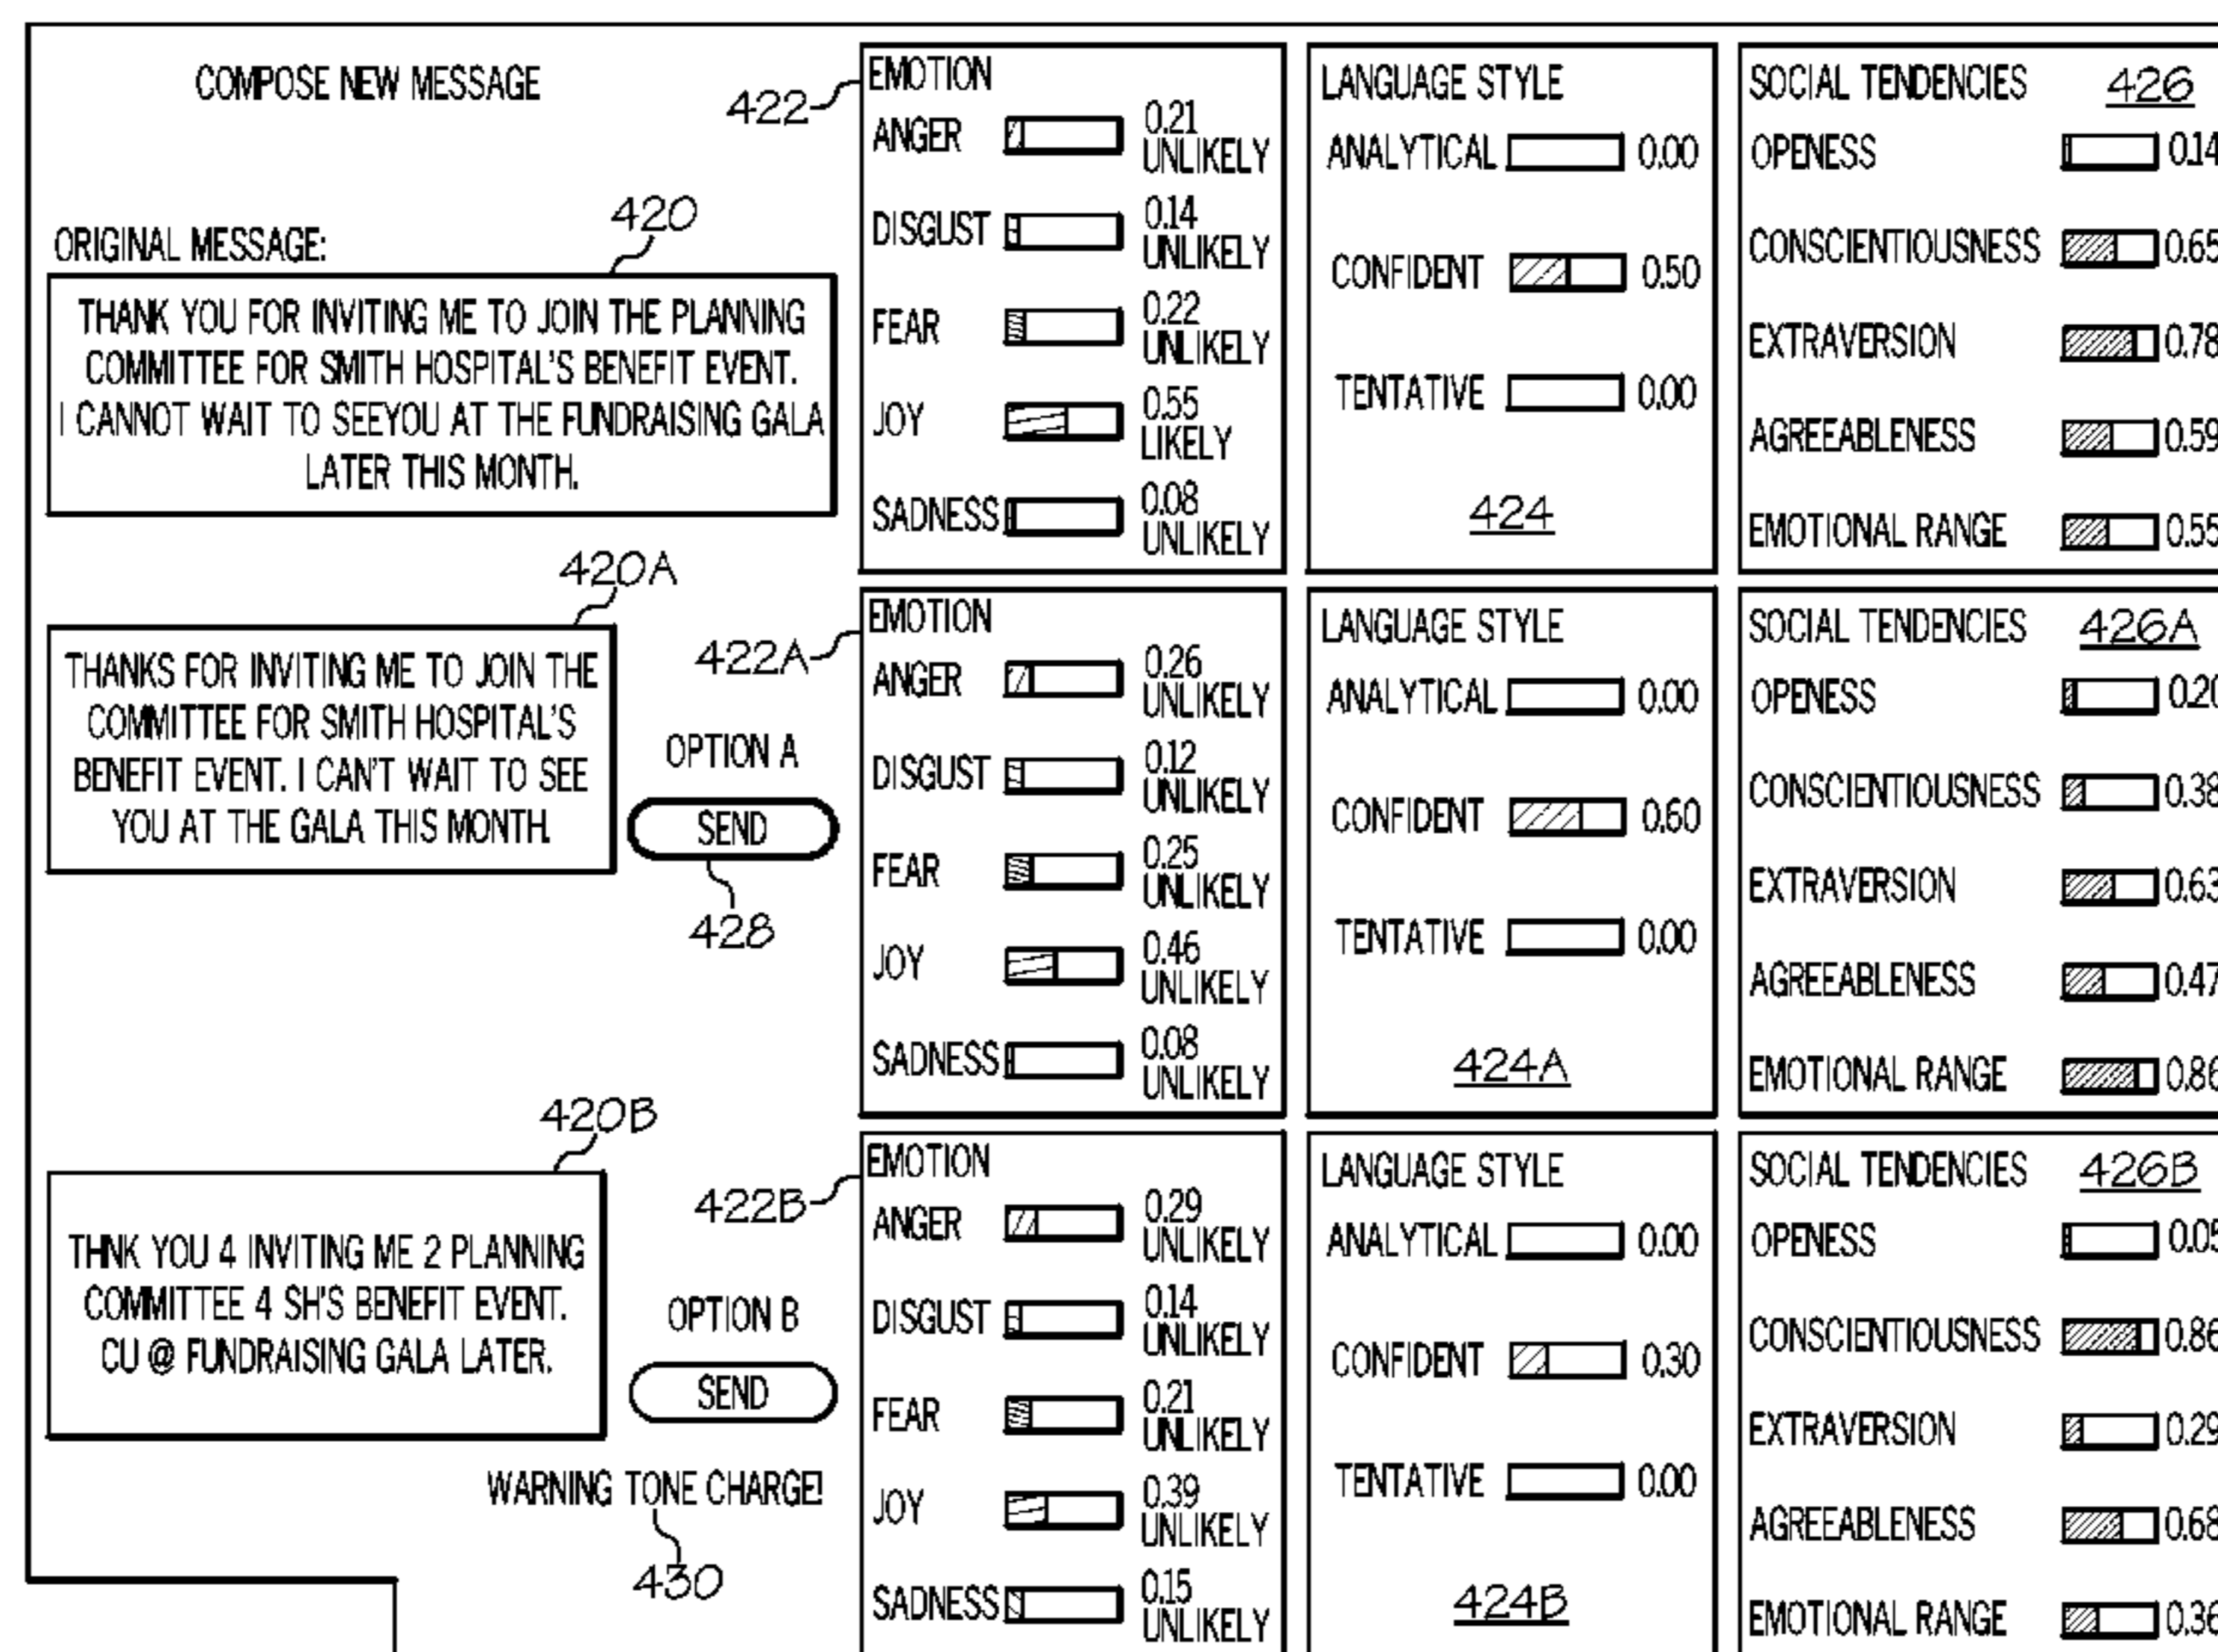 COMPOSE NEW MESSAGE
ORIGINAL MESSAGE:
420
THANK YOU FOR INVITING ME TO JOIN THE PLANNING
COMMITTEE FOR SMITH HOSPITAL'S BENEFIT EVENT.
I CANNOT WAIT TO SEEYOU AT THE FUNDRAISING GALA
LATER THIS MONTH.
422
EMOTION
ANGER 0.21
UNLIKELY
DISGUST 0.14
UNLIKELY
FEAR 0.22
UNLIKELY
JOY 0.55
LIKELY
SADNESS 0.08
UNLIKELY
LANGUAGE STYLE
ANALYTICAL 0.00
CONFIDENT 0.50
TENTATIVE 0.00
424
SOCIAL TENDENCIES 426
OPENESS 0.14
CONSCIENTIOUSNESS 0.65
EXTRAVERSION 0.78
AGREEABLENESS 0.59
EMOTIONAL RANGE 0.55
420A
THANKS FOR INVITING ME TO JOIN THE
COMMITTEE FOR SMITH HOSPITAL'S
BENEFIT EVENT. I CAN'T WAIT TO SEE
YOU AT THE GALA THIS MONTH.
OPTION A
SEND
428
422A
EMOTION
ANGER 0.26
UNLIKELY
DISGUST 0.12
UNLIKELY
FEAR 0.25
UNLIKELY
JOY 0.46
UNLIKELY
SADNESS 0.08
UNLIKELY
LANGUAGE STYLE
ANALYTICAL 0.00
CONFIDENT 0.60
TENTATIVE 0.00
424A
SOCIAL TENDENCIES 426A
OPENESS 0.20
CONSCIENTIOUSNESS 0.38
EXTRAVERSION 0.63
AGREEABLENESS 0.47
EMOTIONAL RANGE 0.86
420B
THNK YOU 4 INVITING ME 2 PLANNING
COMMITTEE 4 SH'S BENEFIT EVENT.
CU @ FUNDRAISING GALA LATER.
OPTION B
SEND
WARNING TONE CHARGE!
430
422B
EMOTION
ANGER 0.29
UNLIKELY
DISGUST 0.14
UNLIKELY
FEAR 0.21
UNLIKELY
JOY 0.39
UNLIKELY
SADNESS 0.15
UNLIKELY
LANGUAGE STYLE
ANALYTICAL 0.00
CONFIDENT 0.30
TENTATIVE 0.00
424B
SOCIAL TENDENCIES 426B
OPENESS 0.05
CONSCIENTIOUSNESS 0.86
EXTRAVERSION 0.29
AGREEABLENESS 0.68
EMOTIONAL RANGE 0.36